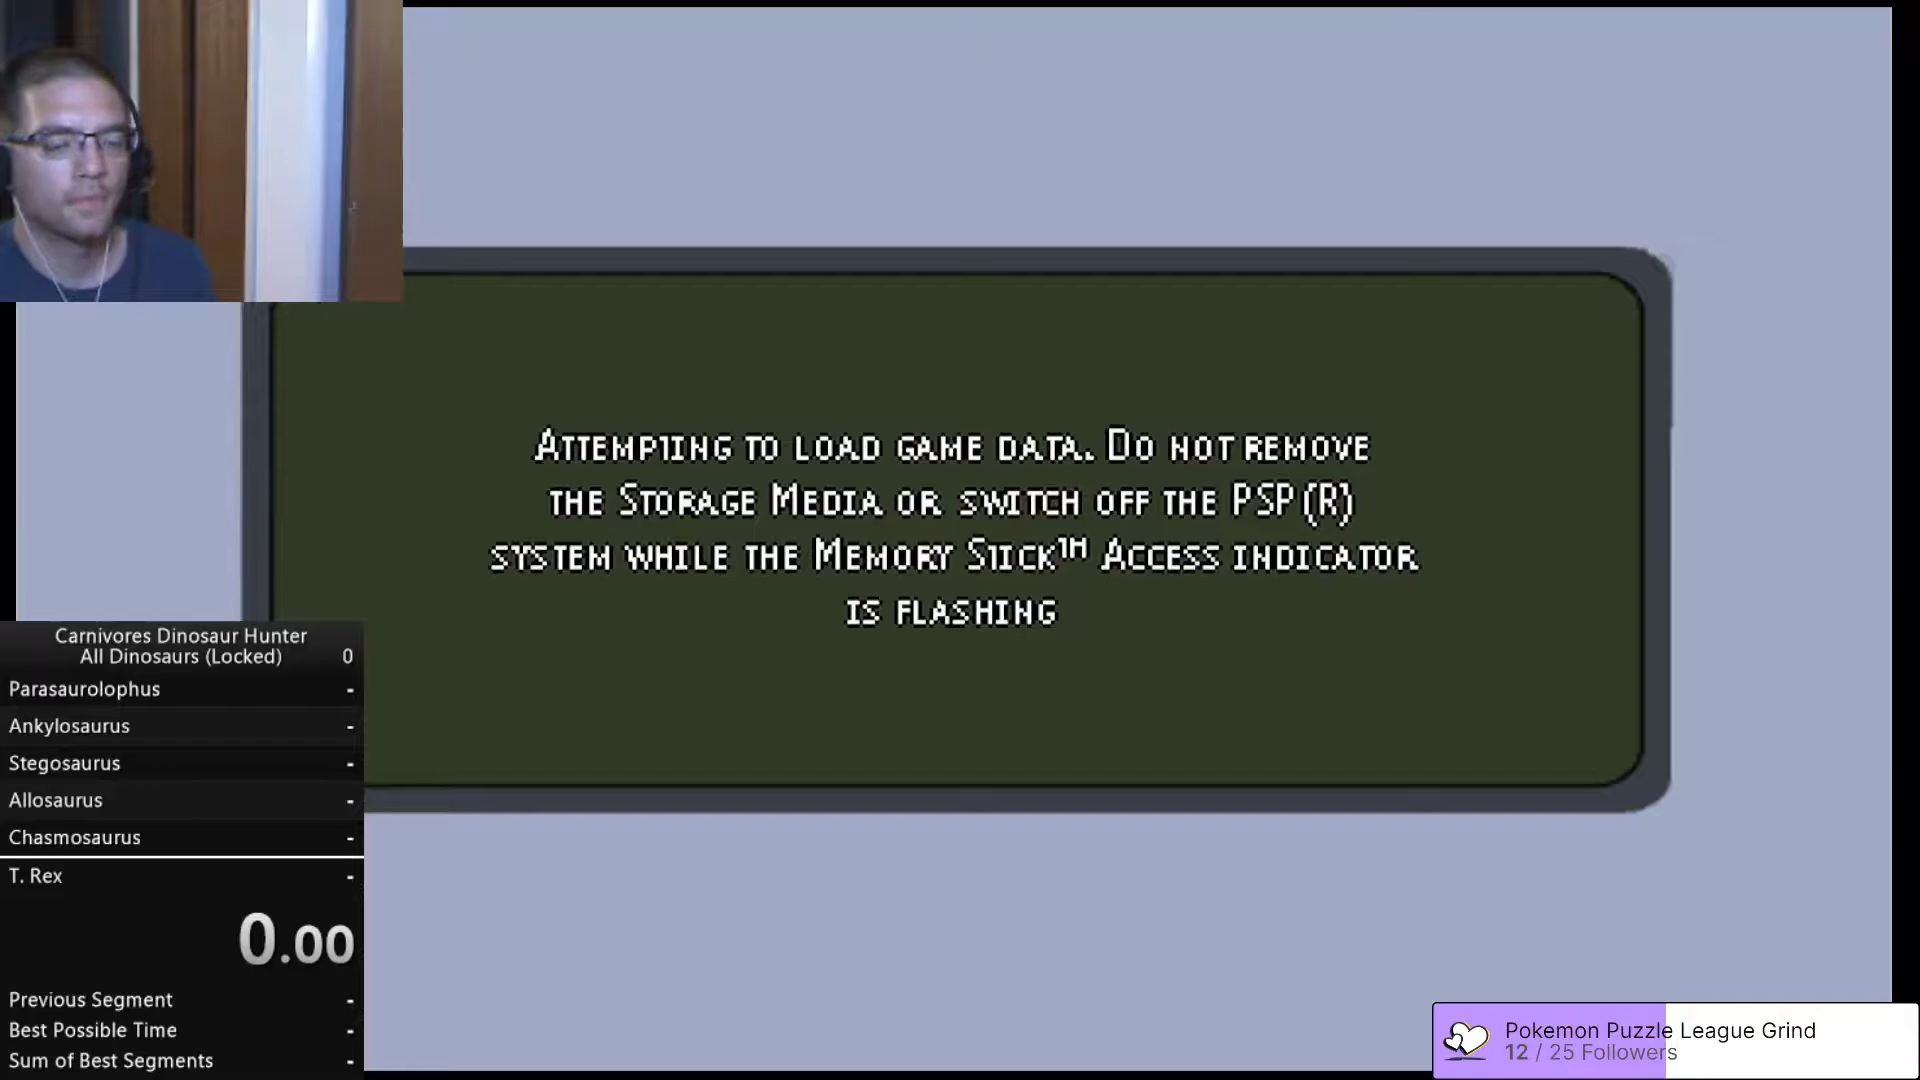 Attempting to load game data. Do not remove
the Storage Media or switch off the PSP(R)
system while the Memory Stick™ Access indicator
is flashing
Carnivores Dinosaur Hunter
All Dinosaurs (Locked) 0
Parasaurolophus -
Ankylosaurus -
Stegosaurus -
Allosaurus -
Chasmosaurus -
T. Rex -
0.00
Previous Segment -
Best Possible Time -
Sum of Best Segments -
Pokemon Puzzle League Grind
12 / 25 Followers